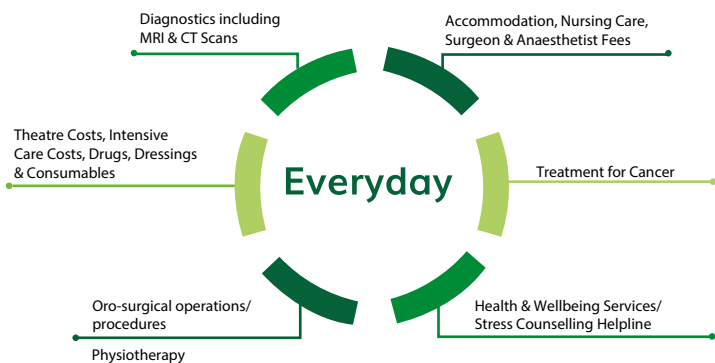 Diagnostics including
MRI & CT Scans
Accommodation, Nursing Care,
Surgeon & Anaesthetist Fees
Theatre Costs, Intensive
Care Costs, Drugs, Dressings
& Consumables
Everyday
Treatment for Cancer
Oro-surgical operations/
procedures
Physiotherapy
Health & Wellbeing Services/
Stress Counselling Helpline